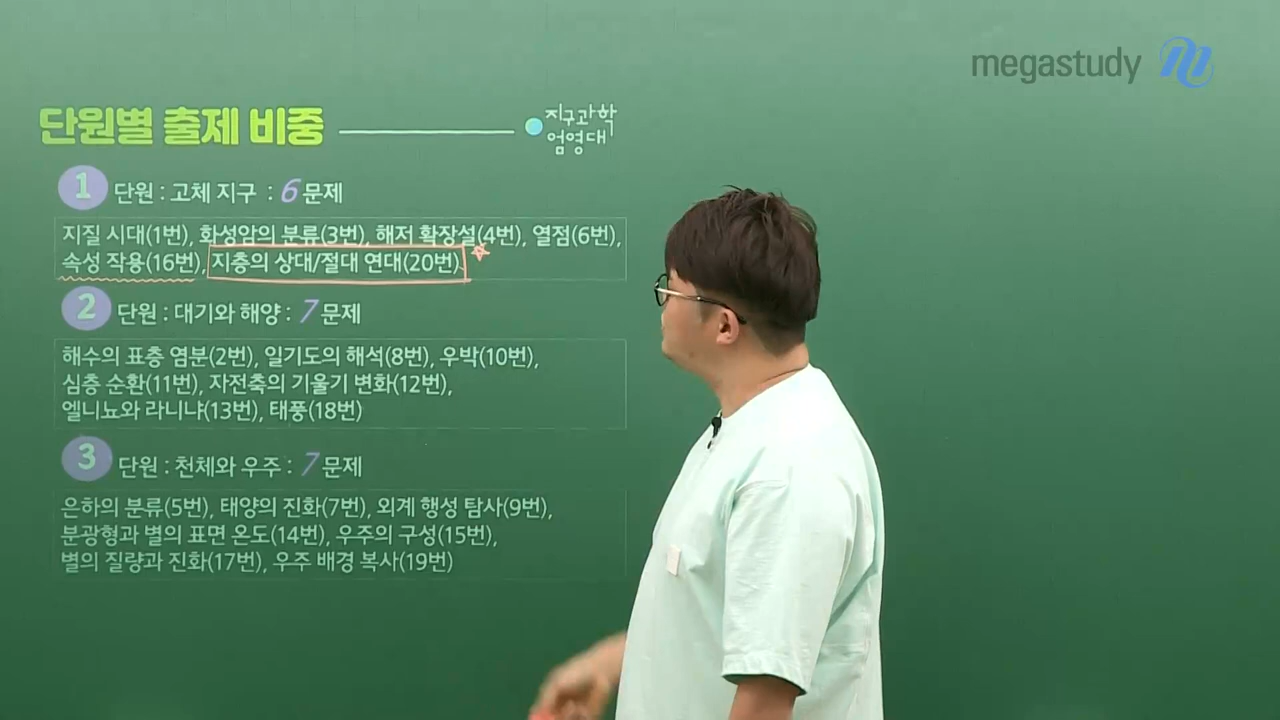 megastudy
단원별 출제 비중
지구과학
엄영대
1 단원 : 고체 지구 : 6 문제
지질 시대(1번), 화성암의 분류(3번), 해저 확장설(4번), 열점(6번),
속성 작용(16번), 지층의 상대/절대 연대(20번)
2 단원 : 대기와 해양 : 7 문제
해수의 표층 염분(2번), 일기도의 해석(8번), 우박(10번),
심층 순환(11번), 자전축의 기울기 변화(12번),
엘니뇨와 라니냐(13번), 태풍(18번)
3 단원 : 천체와 우주 : 7 문제
은하의 분류(5번), 태양의 진화(7번), 외계 행성 탐사(9번),
분광형과 별의 표면 온도(14번), 우주의 구성(15번),
별의 질량과 진화(17번), 우주 배경 복사(19번)